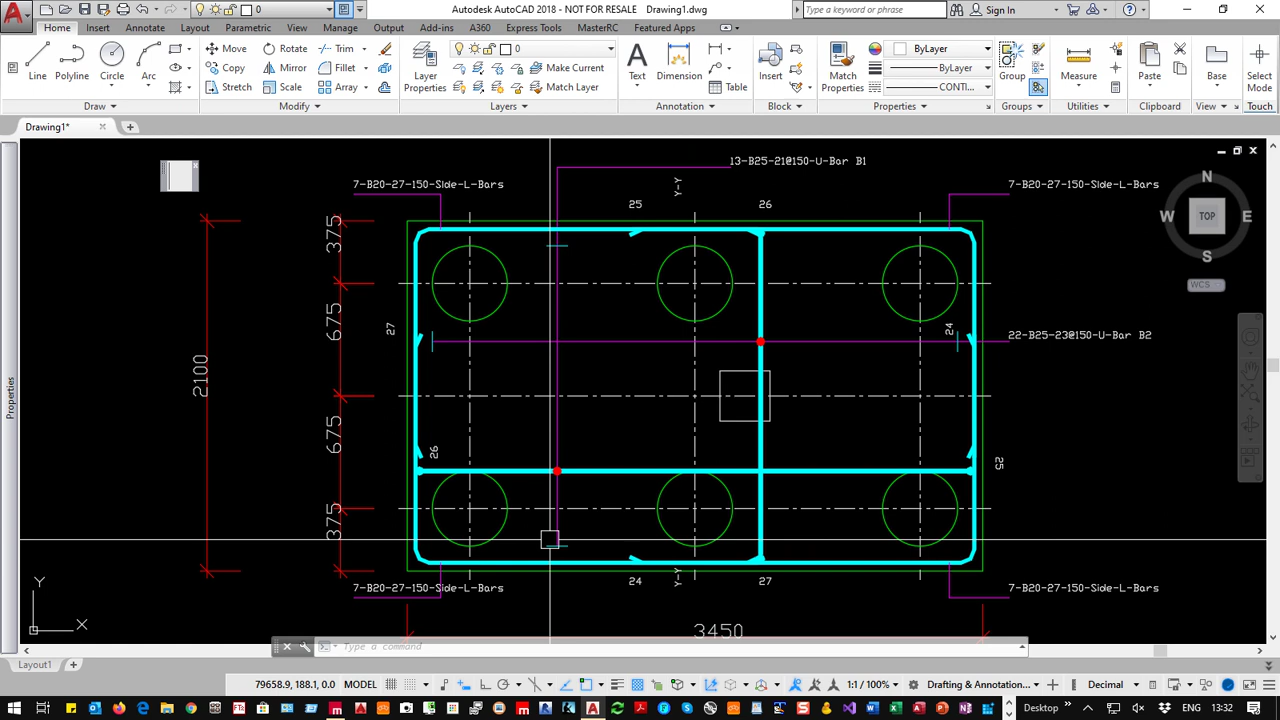 0
Autodesk AutoCAD 2018 - NOT FOR RESALE Drawing1.dwg
Type a keyword or phrase
Sign In
Home Insert Annotate Layout Parametric View Manage Output Add-ins A360 Express Tools MasterRC Featured Apps
Line Polyline Circle Arc
Move Rotate Trim
Copy Mirror Fillet
Stretch Scale Array
Layer Properties
0
Make Current
Match Layer
Text Dimension Table
Insert
Match Properties
ByLayer
ByLayer
CONTI...
Group
Measure
Paste
Base
Select Mode
Draw Modify Layers Annotation Block Properties Groups Utilities Clipboard View Touch
Drawing1*
Properties
13-B25-21@150-U-Bar B1
7-B20-27-150-Side-L-Bars
Y-Y
7-B20-27-150-Side-L-Bars
25
26
N
W TOP E
S
WCS
375
675
27
24
22-B25-23@150-U-Bar B2
2100
675
26
25
375
24
Y-Y
27
7-B20-27-150-Side-L-Bars
7-B20-27-150-Side-L-Bars
Y
X
3450
Type a command
Layout1
79658.9, 188.1, 0.0 MODEL
1:1 / 100%
Drafting & Annotation...
Decimal
Desktop
ENG
13:32